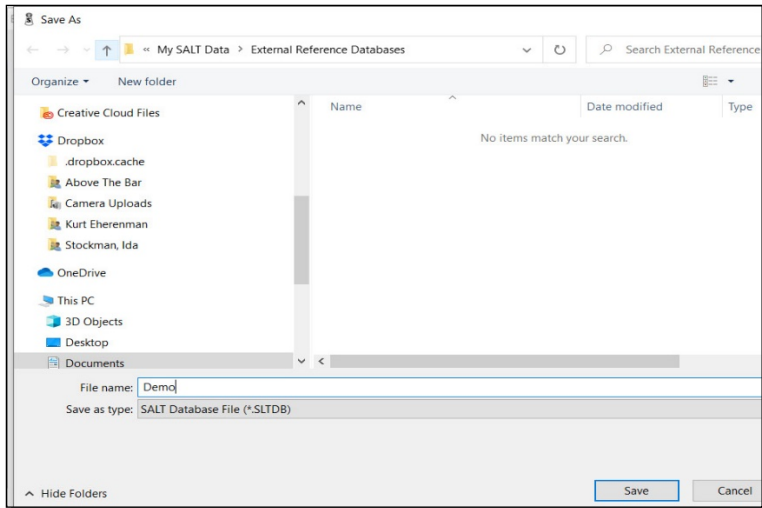 Save As
« My SALT Data > External Reference Databases
Search External Reference
Organize
New folder
Name
Date modified
Type
No items match your search.
Creative Cloud Files
Dropbox
.dropbox.cache
Above The Bar
Camera Uploads
Kurt Eherenman
Stockman, Ida
OneDrive
This PC
3D Objects
Desktop
Documents
File name: Demo
Save as type: SALT Database File (*.SLTDB)
Hide Folders
Save
Cancel